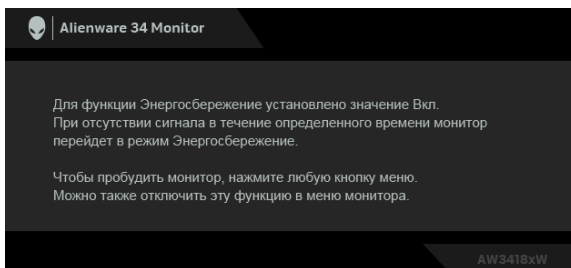 Alienware 34 Monitor
Для функции Энергосбережение установлено значение Вкл.
При отсутствии сигнала в течение определенного времени монитор
перейдет в режим Энергосбережение.
Чтобы пробудить монитор, нажмите любую кнопку меню.
Можно также отключить эту функцию в меню монитора.
AW3418xW